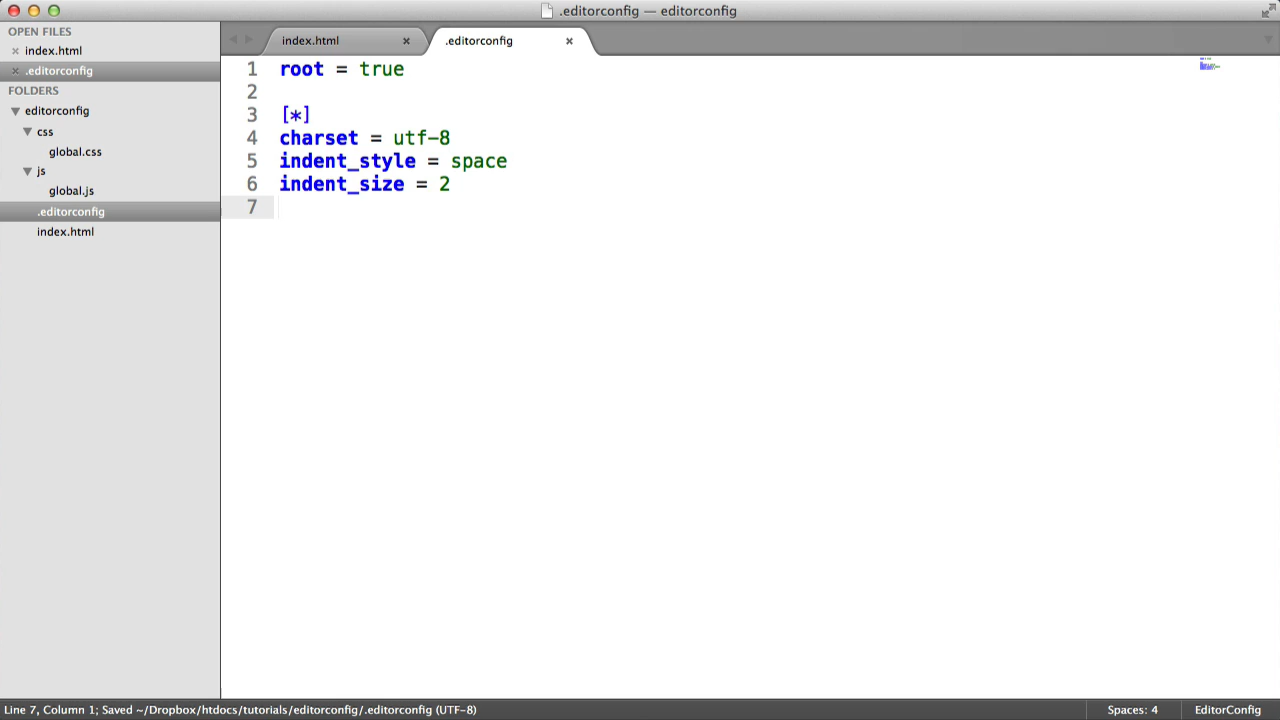 .editorconfig — editorconfig
OPEN FILES
index.html
.editorconfig
FOLDERS
editorconfig
css
global.css
js
global.js
.editorconfig
index.html
index.html
.editorconfig
1 root = true
2
3 [*]
4 charset = utf-8
5 indent_style = space
6 indent_size = 2
7
Line 7, Column 1; Saved ~/Dropbox/htdocs/tutorials/editorconfig/.editorconfig (UTF-8)
Spaces: 4
EditorConfig